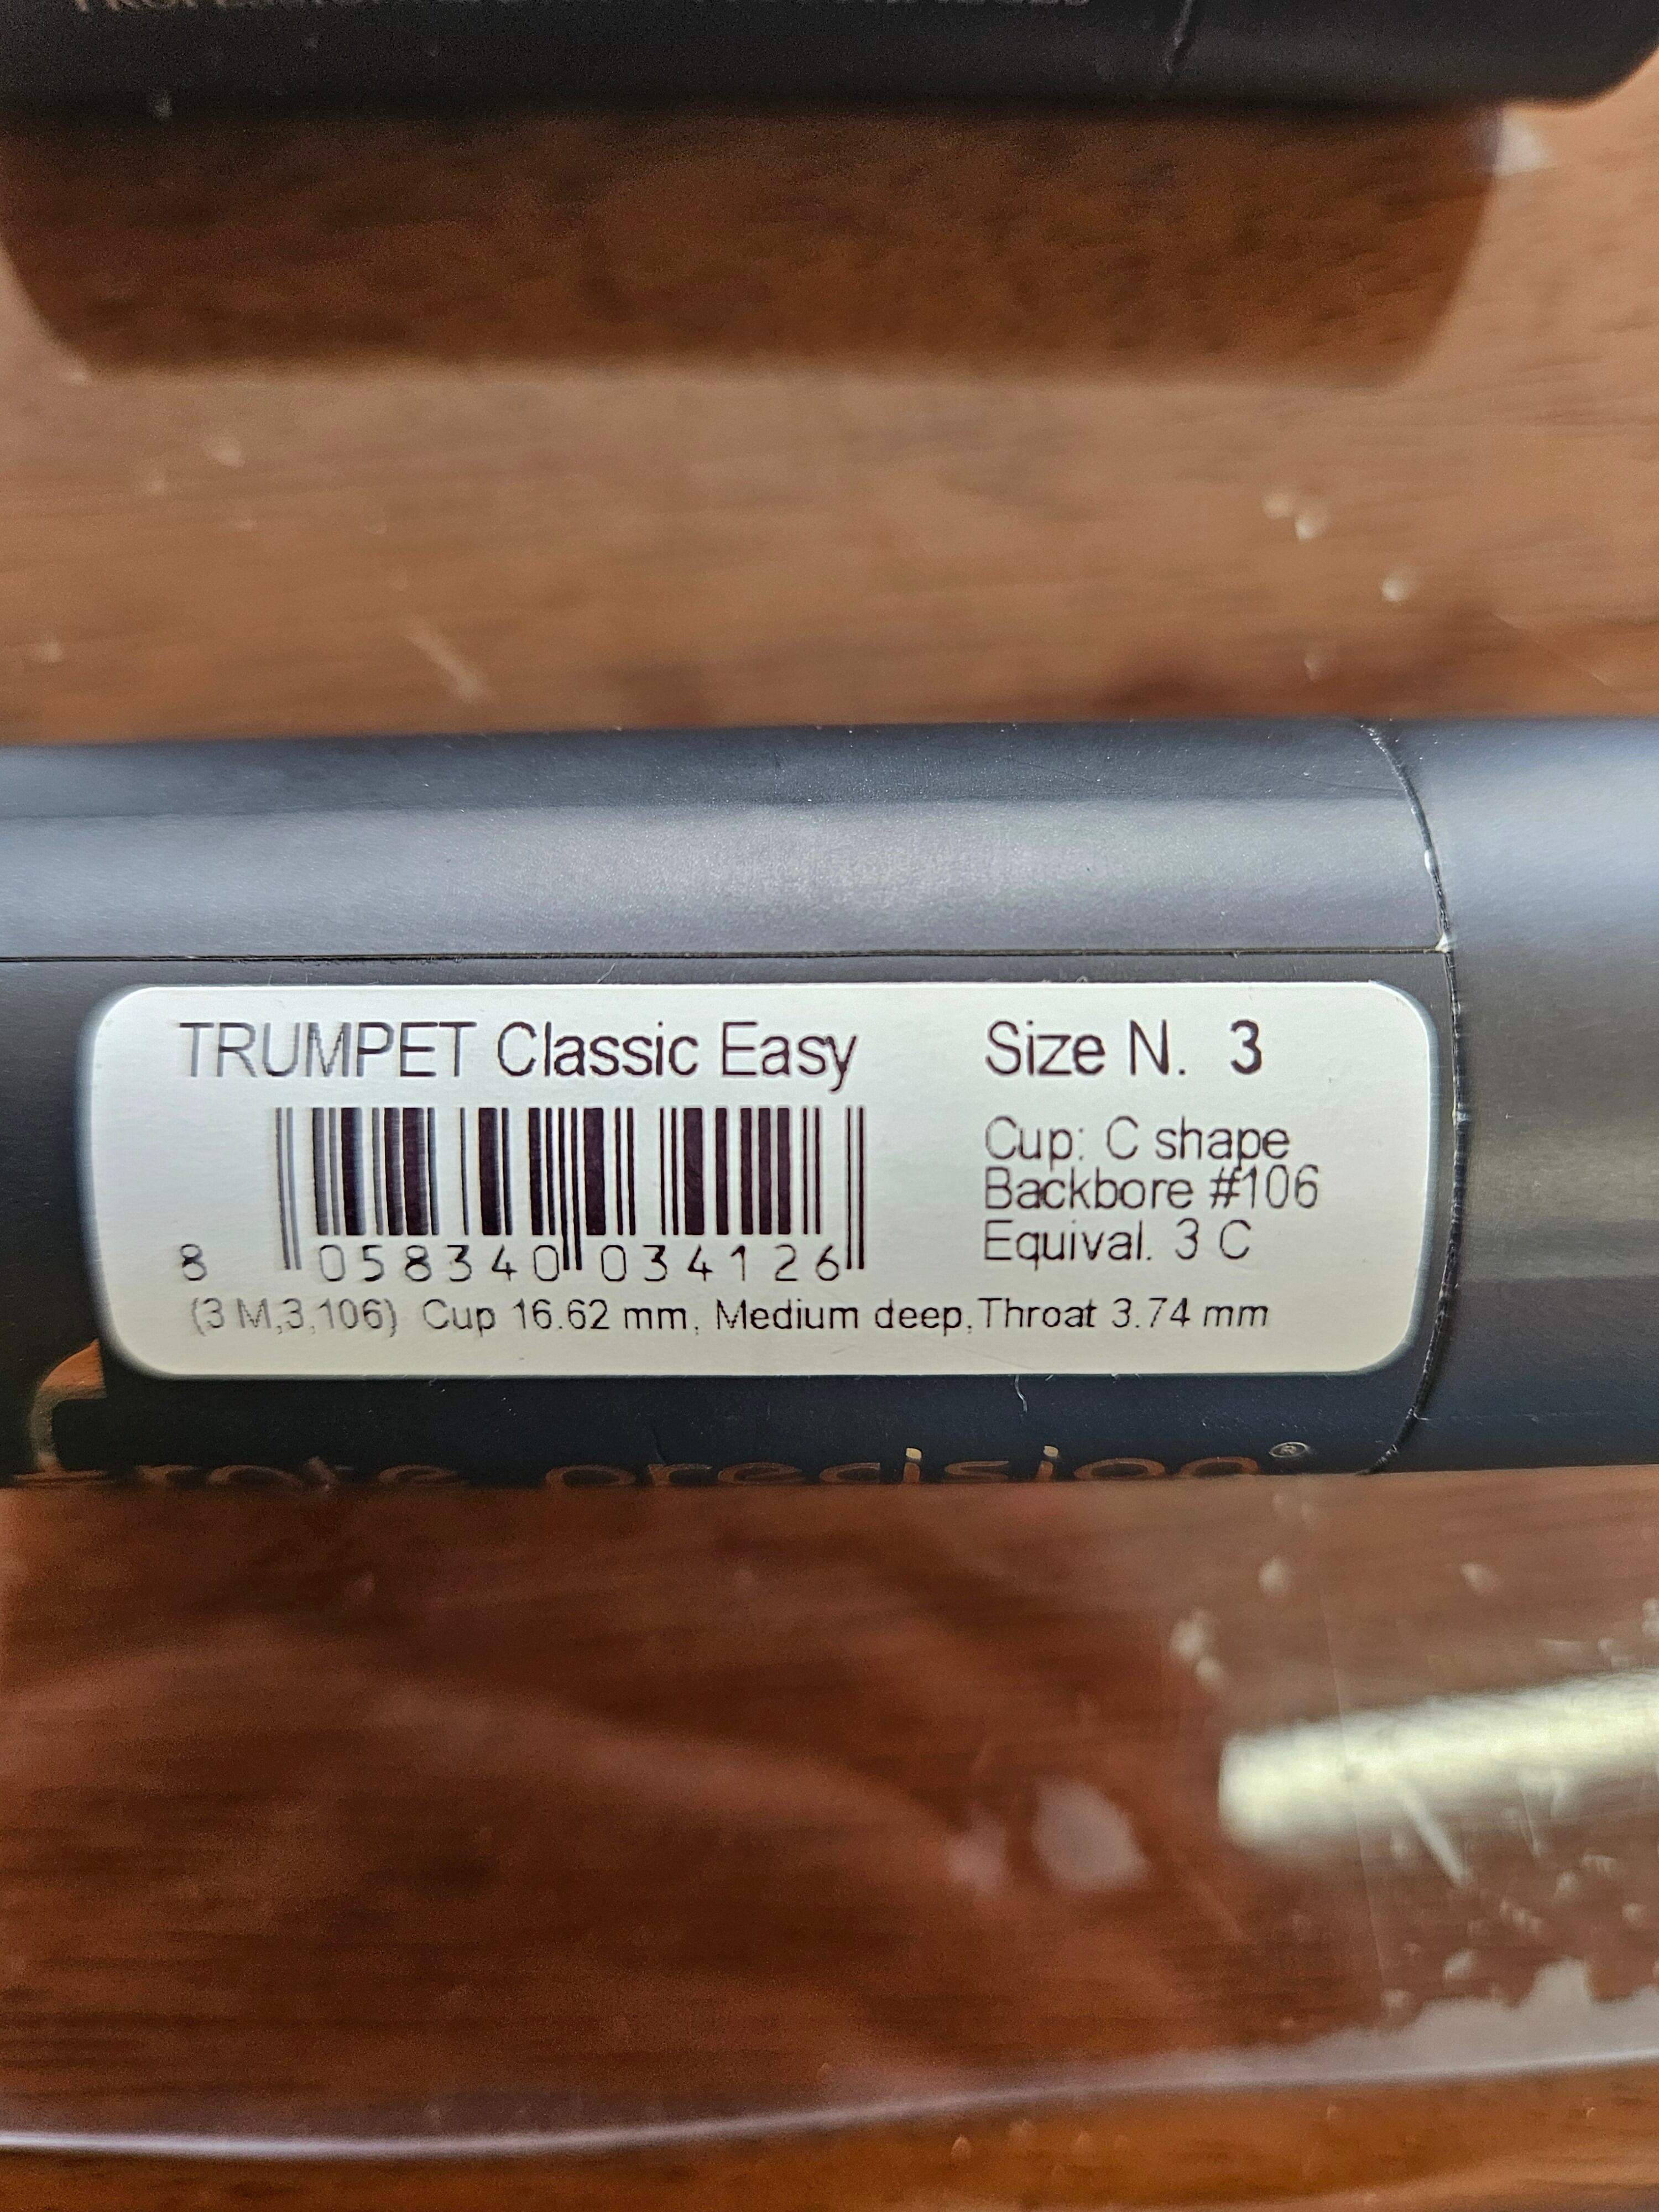 TRUMPET Classic Easy
Size N. 3
Cup: C shape
Backbore #106
Equival. 3 C
8 058340 034126
(3 M,3,106) Cup 16.62 mm, Medium deep, Throat 3.74 mm
precision®